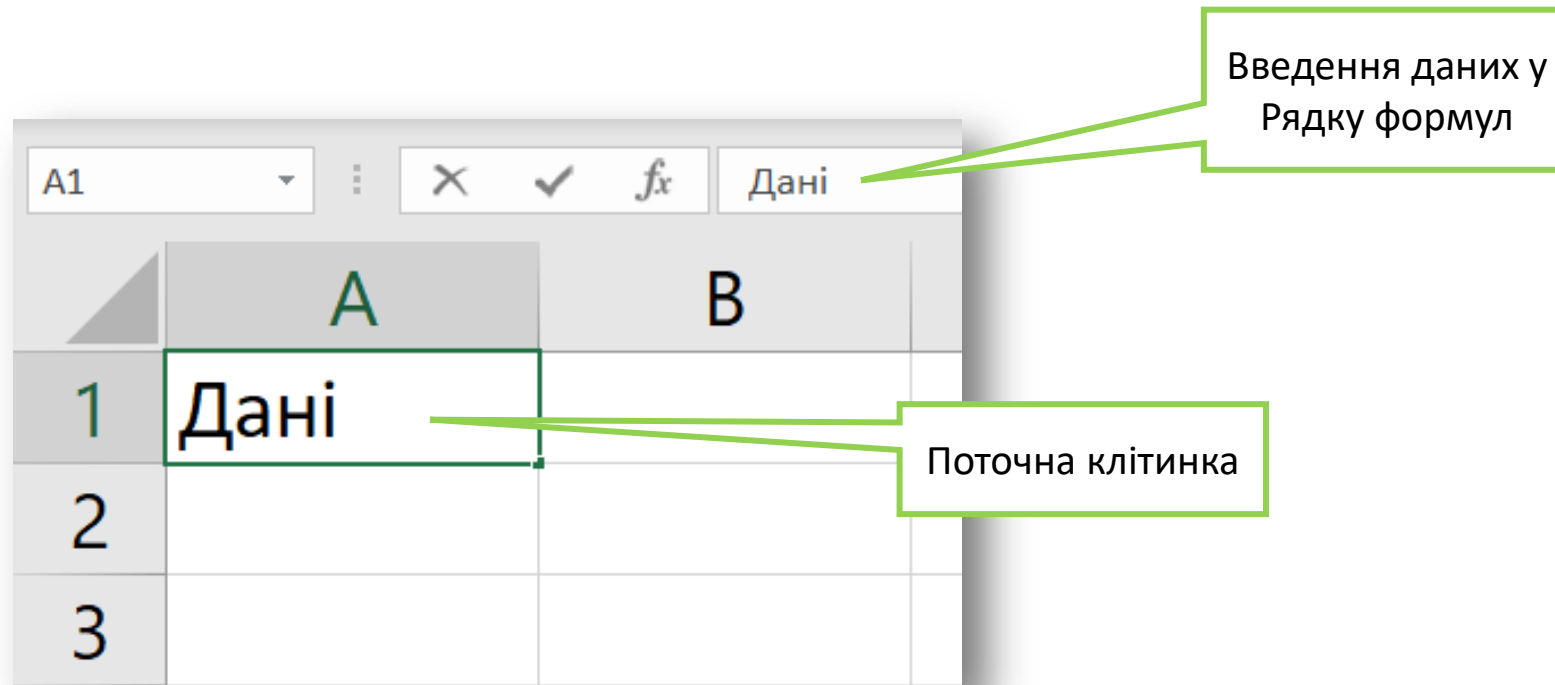 Введення даних у
Рядку формул
A1 fx Дані
A B
1 Дані
Поточна клітинка
2
3